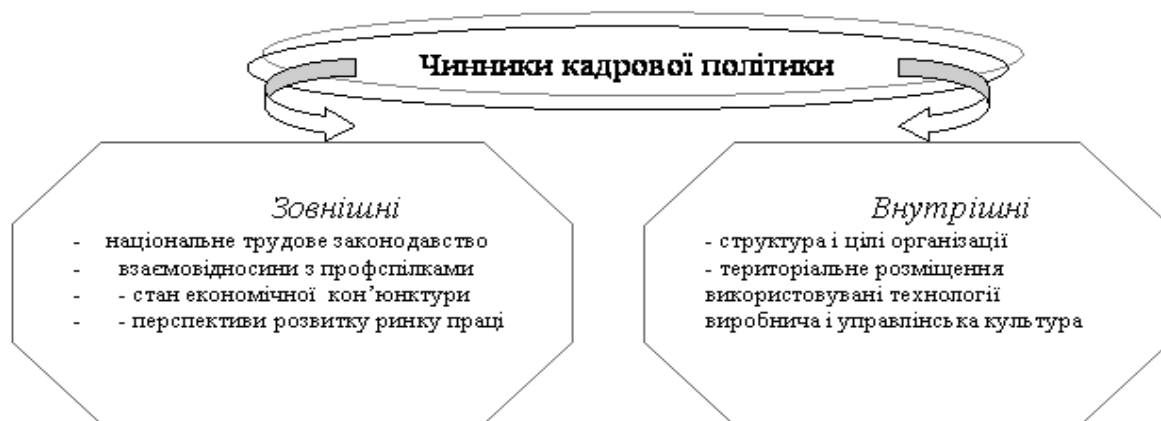 Чинники кадрової політики
Зовнішні
- національне трудове законодавство
- взаємовідносини з профспілками
- - стан економічної кон’юнктури
- - перспективи розвитку ринку праці
Внутрішні
- структура і цілі організації
- територіальне розміщення
використовувані технології
виробнича і управлінська культура